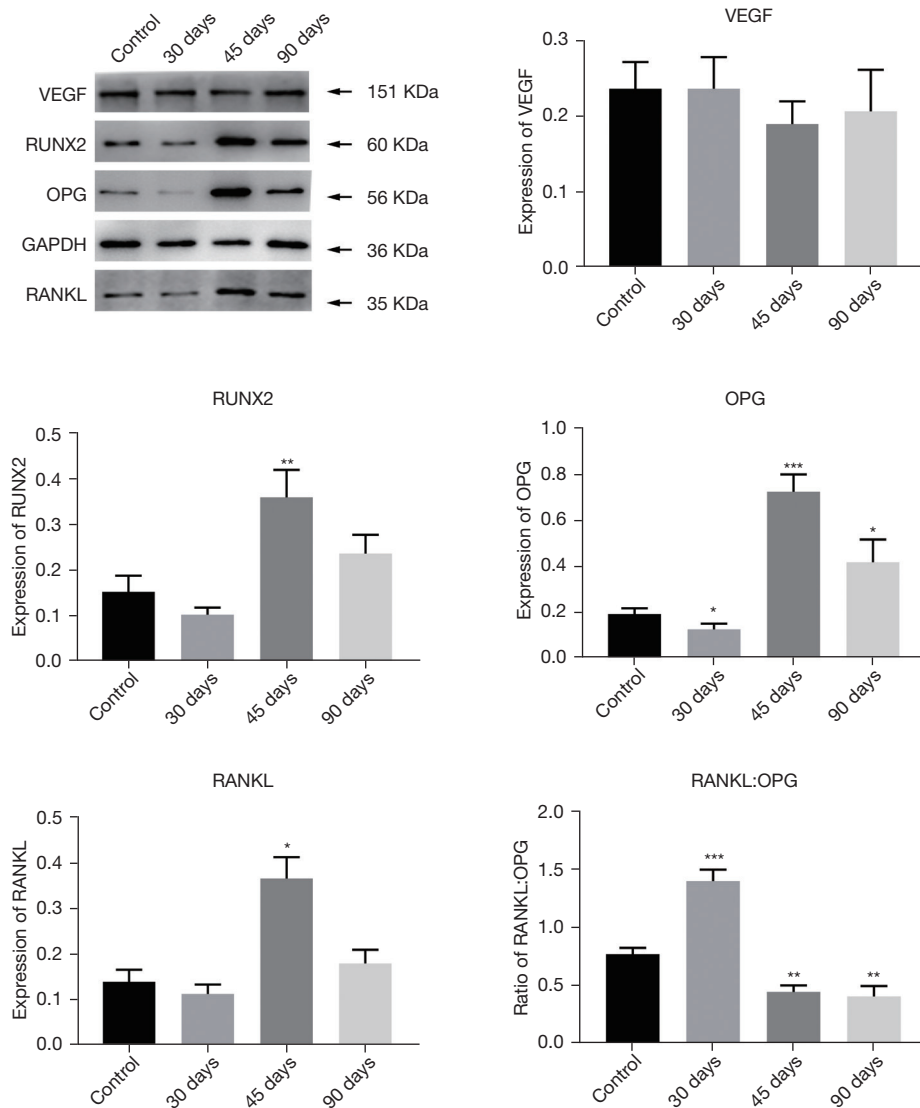 Control 30 days 45 days 90 days
VEGF 151 KDa
RUNX2 60 KDa
OPG 56 KDa
GAPDH 36 KDa
RANKL 35 KDa
VEGF
Expression of VEGF
0.3
0.2
0.1
0.0
Control 30 days 45 days 90 days
RUNX2
Expression of RUNX2
0.5
0.4
0.3
0.2
0.1
0.0
**
Control 30 days 45 days 90 days
OPG
Expression of OPG
1.0
0.8
0.6
0.4
0.2
0.0
* *** *
Control 30 days 45 days 90 days
RANKL
Expression of RANKL
0.5
0.4
0.3
0.2
0.1
0.0
*
Control 30 days 45 days 90 days
RANKL:OPG
Ratio of RANKL:OPG
2.0
1.5
1.0
0.5
0.0
*** ** **
Control 30 days 45 days 90 days